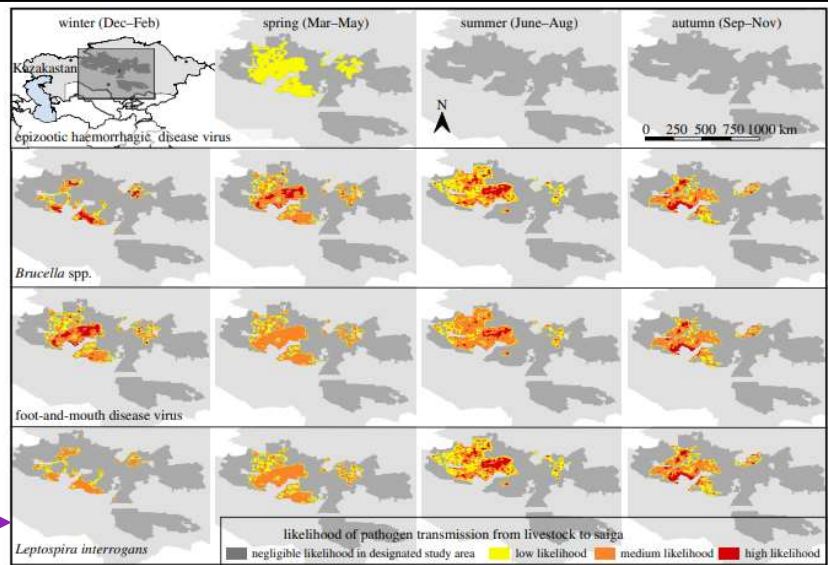 winter (Dec–Feb) spring (Mar–May) summer (June–Aug) autumn (Sep–Nov)
Kazakastan
N
0 250 500 750 1000 km
epizootic haemorrhagic disease virus
Brucella spp.
foot-and-mouth disease virus
likelihood of pathogen transmission from livestock to saiga
Leptospira interrogans
negligible likelihood in designated study area low likelihood medium likelihood high likelihood